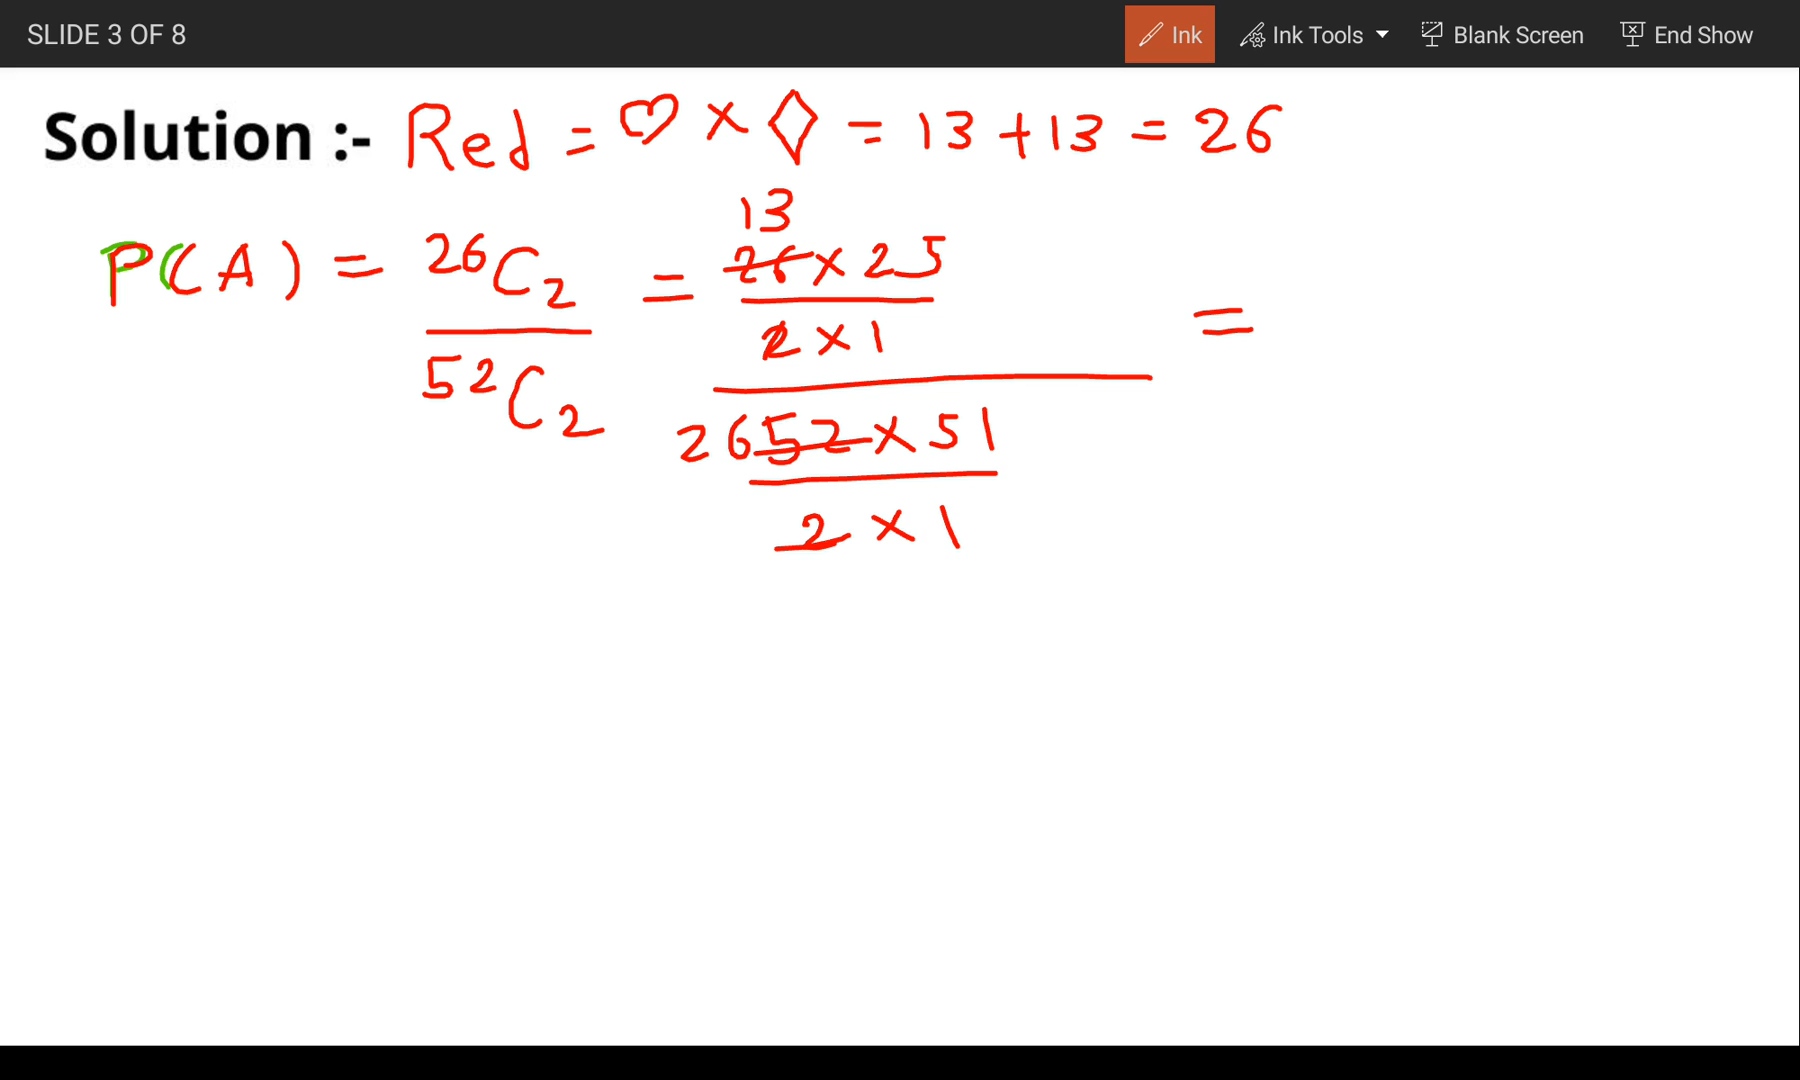 SLIDE 3 OF 8 Ink Ink Tools Blank Screen End Show
Solution :- Red = ♡ × ◇ = 13 + 13 = 26
13
P(A) = 26C2 = 26 × 25
2 × 1 =
52C2
26 52 × 51
2 × 1